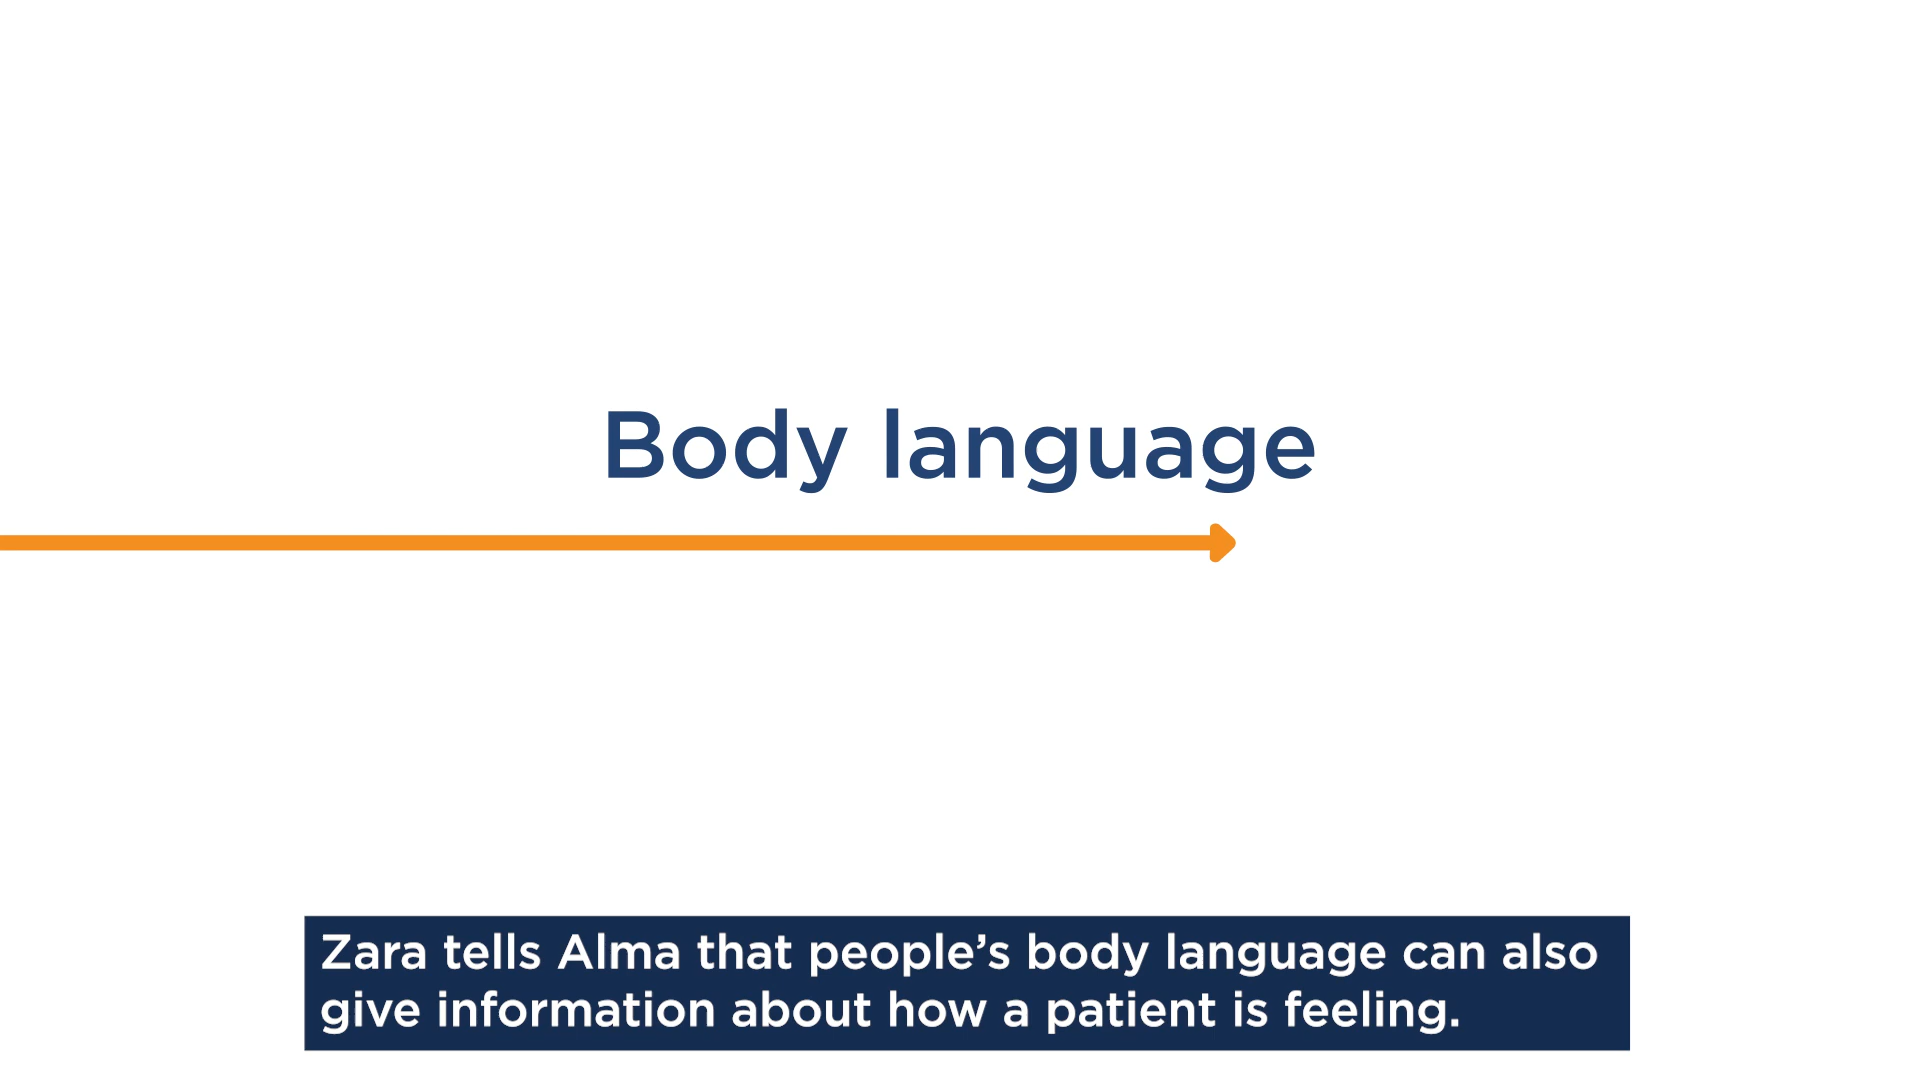 Body language
Zara tells Alma that people’s body language can also
give information about how a patient is feeling.